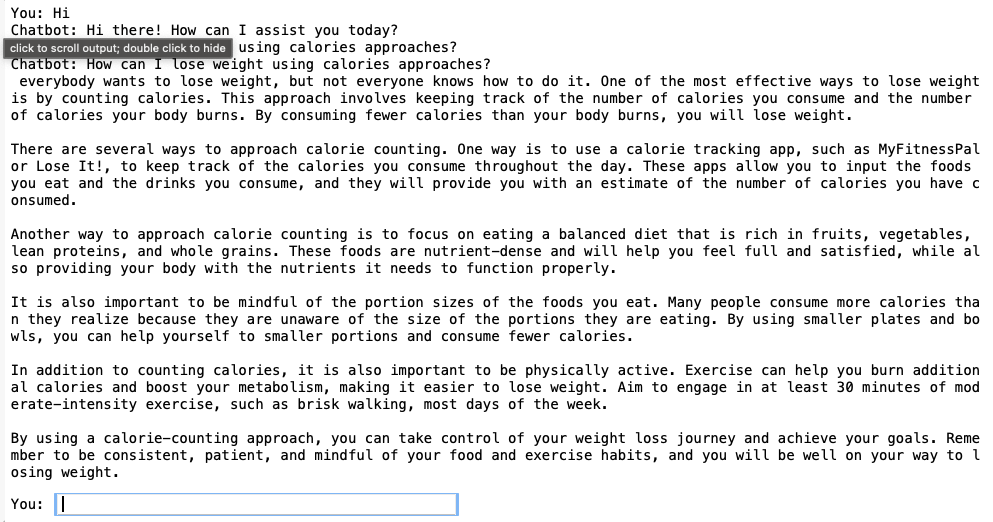 You: Hi
Chatbot: Hi there! How can I assist you today?
click to scroll output; double click to hide using calories approaches?
Chatbot: How can I lose weight using calories approaches?
everybody wants to lose weight, but not everyone knows how to do it. One of the most effective ways to lose weight
is by counting calories. This approach involves keeping track of the number of calories you consume and the number
of calories your body burns. By consuming fewer calories than your body burns, you will lose weight.
There are several ways to approach calorie counting. One way is to use a calorie tracking app, such as MyFitnessPal
or Lose It!, to keep track of the calories you consume throughout the day. These apps allow you to input the foods
you eat and the drinks you consume, and they will provide you with an estimate of the number of calories you have c
onsumed.
Another way to approach calorie counting is to focus on eating a balanced diet that is rich in fruits, vegetables,
lean proteins, and whole grains. These foods are nutrient-dense and will help you feel full and satisfied, while al
so providing your body with the nutrients it needs to function properly.
It is also important to be mindful of the portion sizes of the foods you eat. Many people consume more calories tha
n they realize because they are unaware of the size of the portions they are eating. By using smaller plates and bo
wls, you can help yourself to smaller portions and consume fewer calories.
In addition to counting calories, it is also important to be physically active. Exercise can help you burn addition
al calories and boost your metabolism, making it easier to lose weight. Aim to engage in at least 30 minutes of mod
erate-intensity exercise, such as brisk walking, most days of the week.
By using a calorie-counting approach, you can take control of your weight loss journey and achieve your goals. Reme
mber to be consistent, patient, and mindful of your food and exercise habits, and you will be well on your way to l
osing weight.
You: